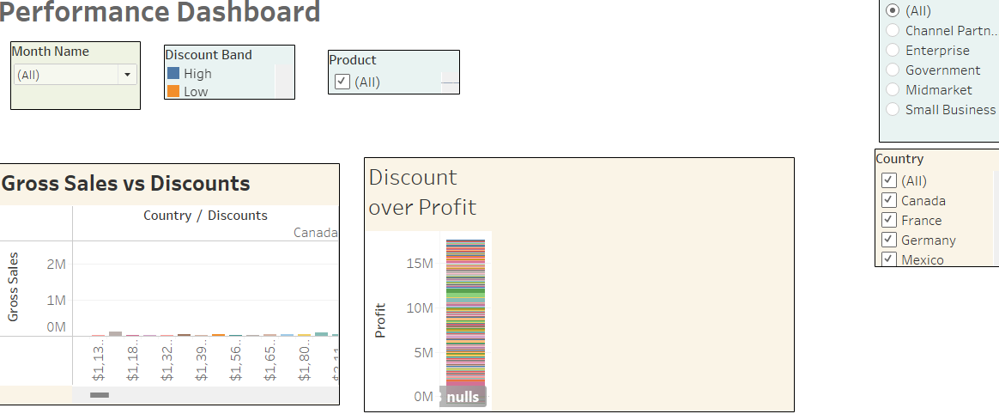 Performance Dashboard
Month Name
(All)
Discount Band
High
Low
Product
(All)
(All)
Channel Partn..
Enterprise
Government
Midmarket
Small Business
Country
(All)
Canada
France
Germany
Mexico
Gross Sales vs Discounts
Country / Discounts
Canada
Gross Sales
2M
1M
0M
$1,13..
$1,18..
$1,32..
$1,39..
$1,56..
$1,65..
$1,80..
Discount
over Profit
Profit
15M
10M
5M
0M
nulls